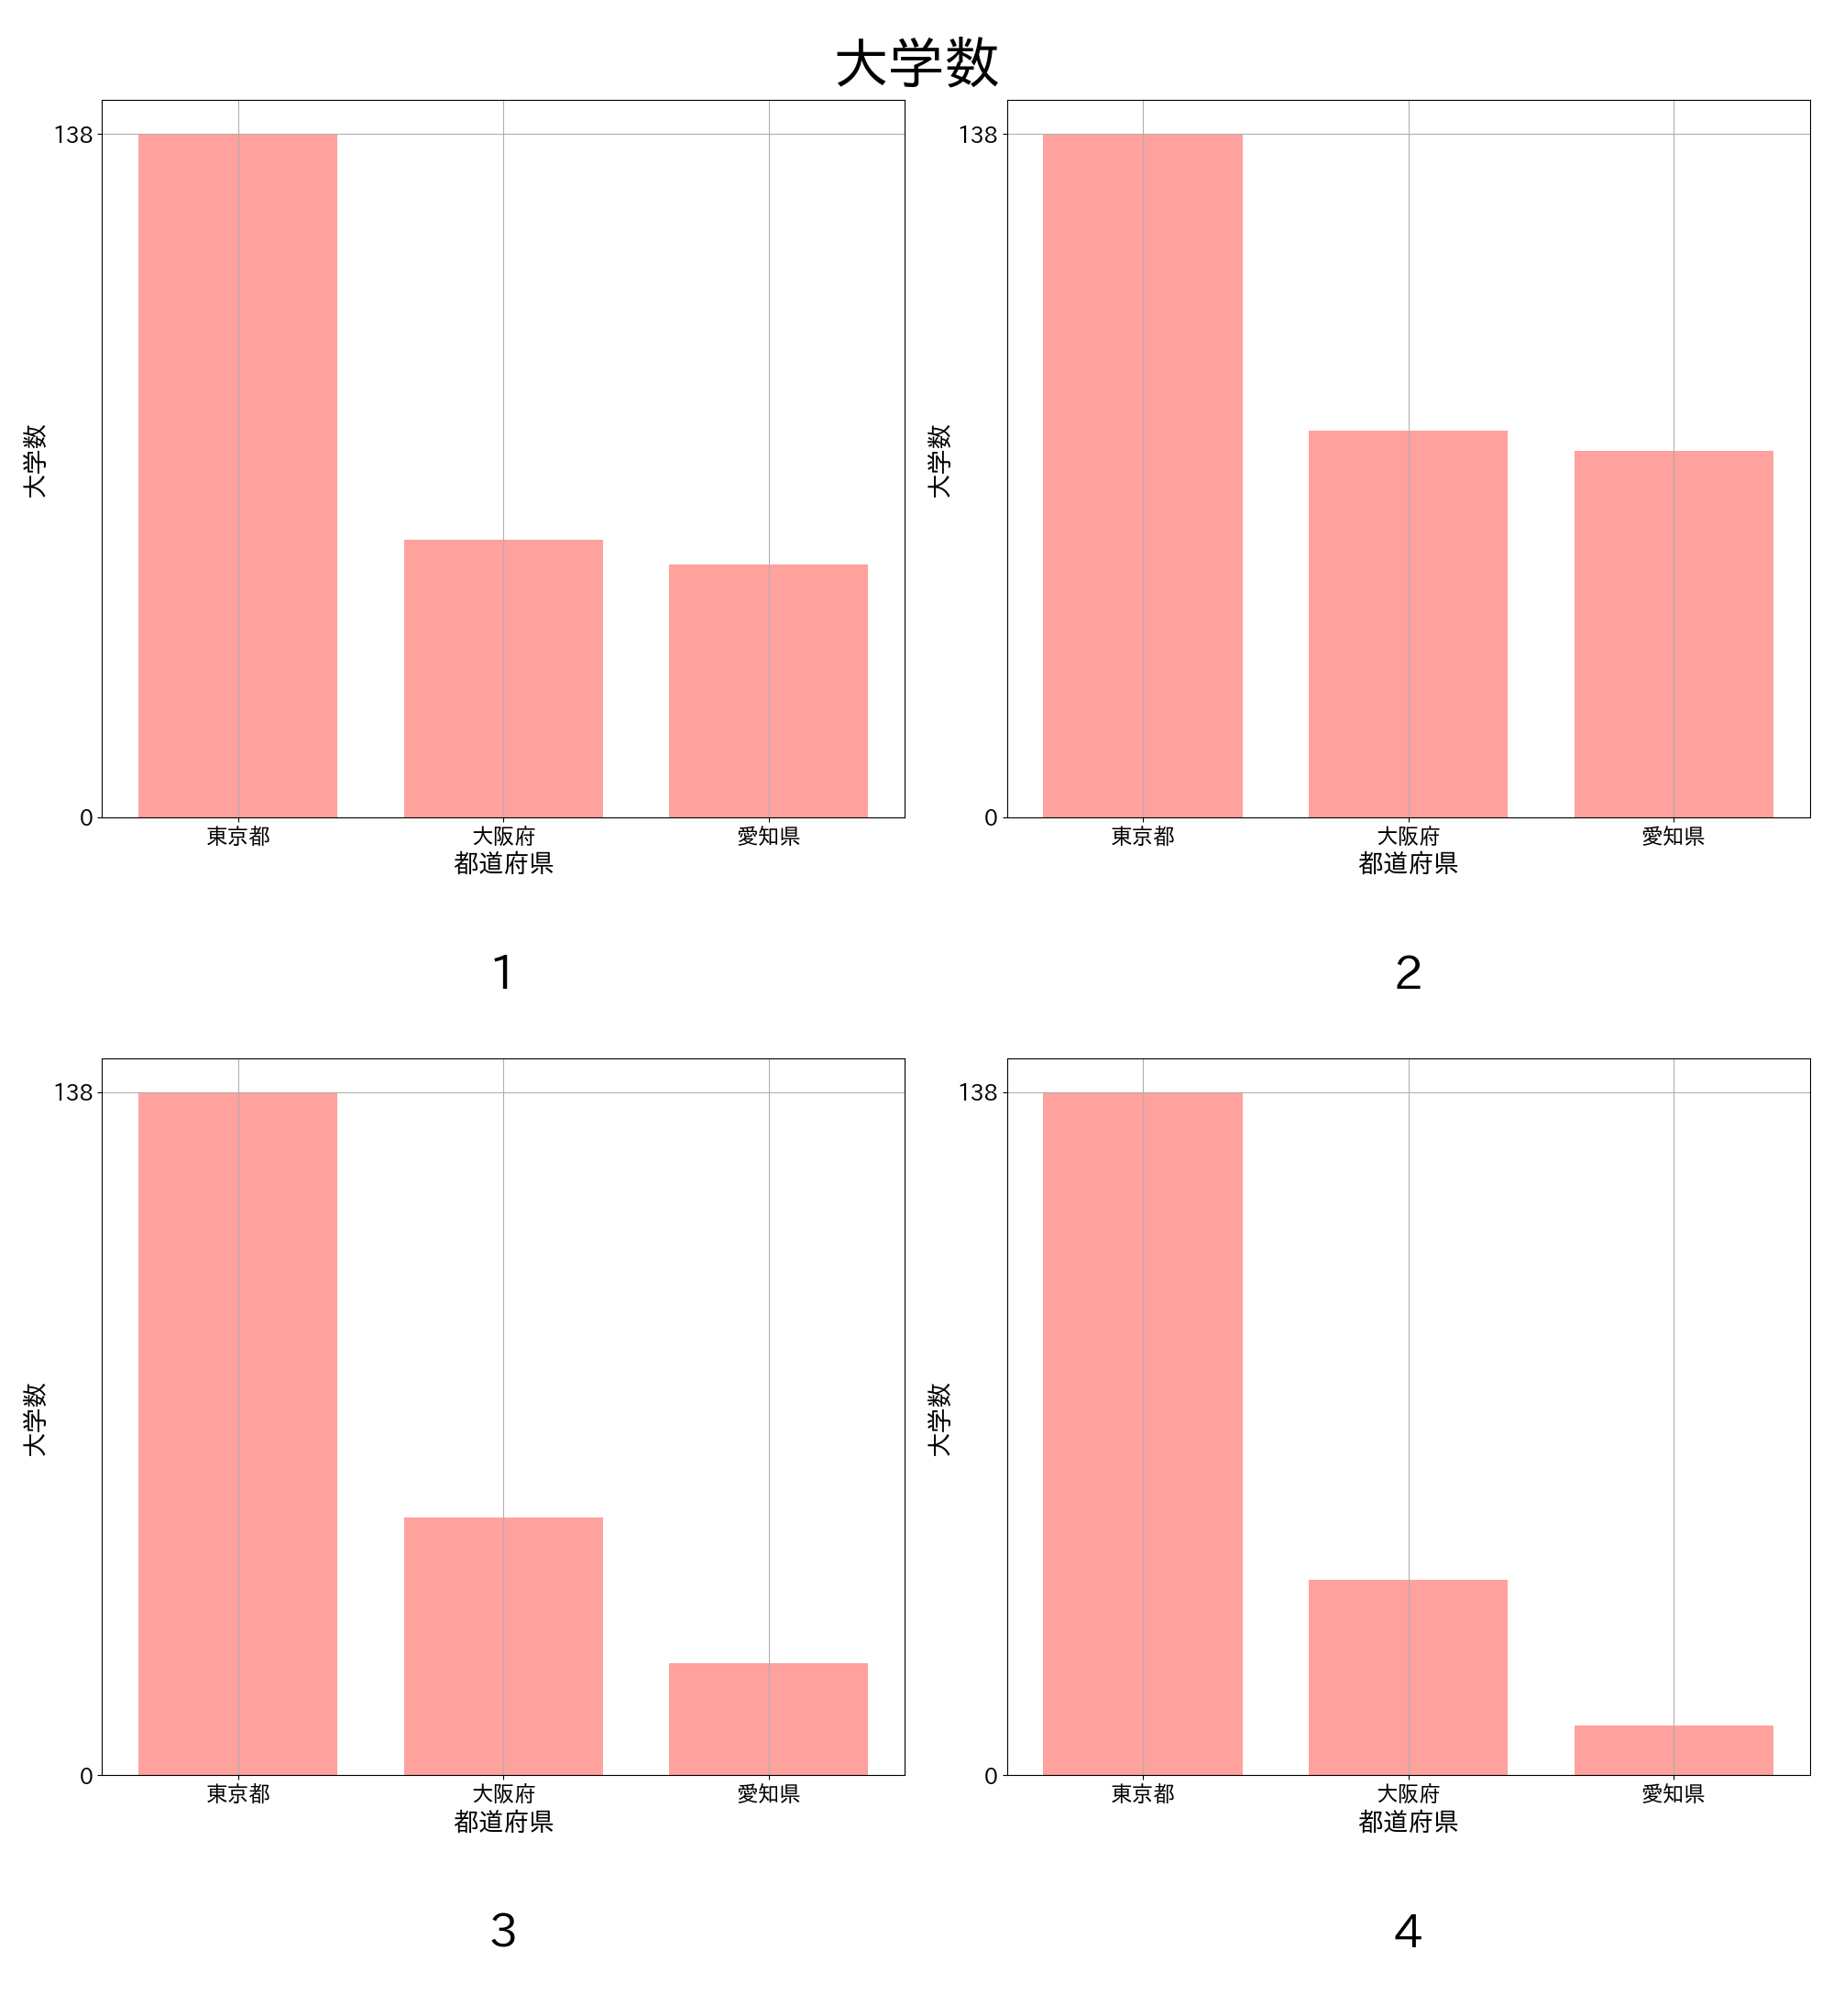 大学数
138
0
大学数
東京都 大阪府 愛知県
都道府県
1
138
0
大学数
東京都 大阪府 愛知県
都道府県
2
138
0
大学数
東京都 大阪府 愛知県
都道府県
3
138
0
大学数
東京都 大阪府 愛知県
都道府県
4